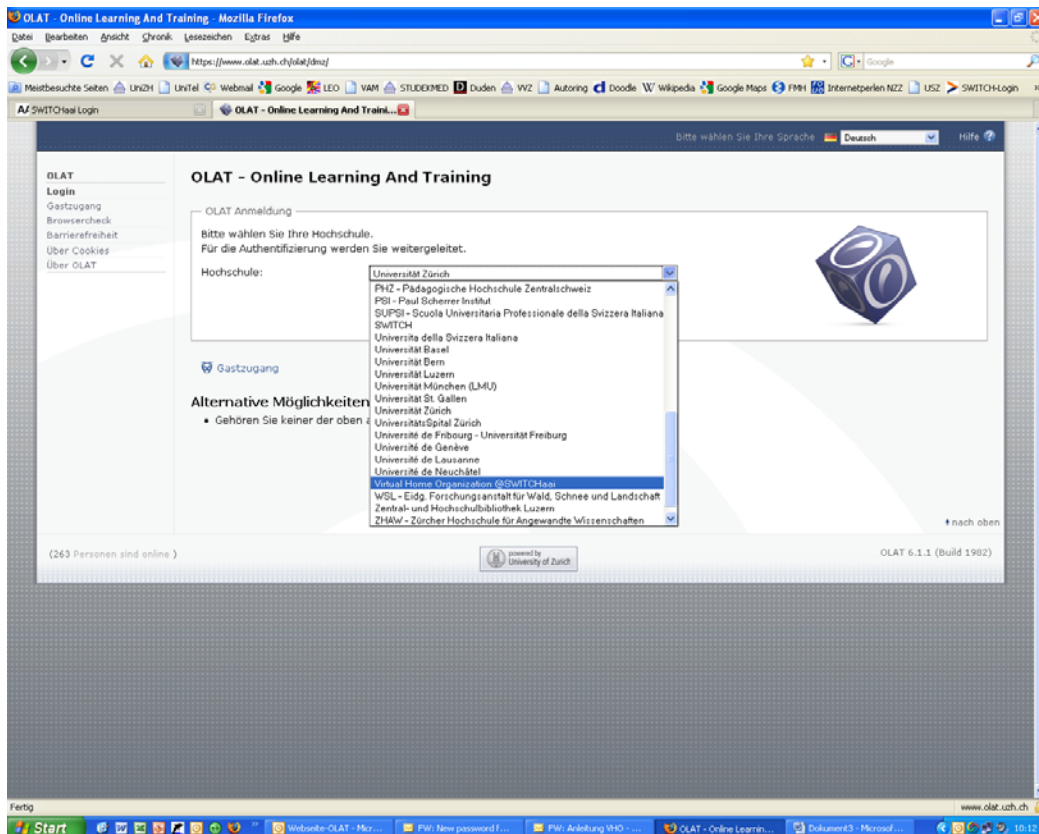 OLAT - Online Learning And Training - Mozilla Firefox
Datei Bearbeiten Ansicht Chronik Lesezeichen Extras Hilfe
https://www.olat.uzh.ch/olat/dmz/
Google
Meistbesuchte Seiten UniZH UniTel Webmail Google LEO VAM STUDEKMED Duden VVZ Autoring Doodle Wikipedia Google Maps FMH Internetperlen NZZ USZ SWITCH-Login
SWITCHaai Login OLAT - Online Learning And Traini...
Bitte wählen Sie Ihre Sprache Deutsch Hilfe
OLAT
Login
Gastzugang
Browsercheck
Barrierefreiheit
Über Cookies
Über OLAT
OLAT - Online Learning And Training
OLAT Anmeldung
Bitte wählen Sie Ihre Hochschule.
Für die Authentifizierung werden Sie weitergeleitet.
Hochschule: Universität Zürich
PHZ - Pädagogische Hochschule Zentralschweiz
PSI - Paul Scherrer Institut
SUPSI - Scuola Universitaria Professionale della Svizzera Italiana
SWITCH
Universita della Svizzera Italiana
Universität Basel
Universität Bern
Universität Luzern
Universität München (LMU)
Universität St. Gallen
Universität Zürich
UniversitätsSpital Zürich
Université de Fribourg - Universität Freiburg
Université de Genève
Université de Lausanne
Université de Neuchâtel
Virtual Home Organization @SWITCHaai
WSL - Eidg. Forschungsanstalt für Wald, Schnee und Landschaft
Zentral- und Hochschulbibliothek Luzern
ZHAW - Zürcher Hochschule für Angewandte Wissenschaften
Gastzugang
Alternative Möglichkeiten
Gehören Sie keiner der oben
nach oben
(263 Personen sind online )
powered by
University of Zurich
OLAT 6.1.1 (Build 1982)
Fertig www.olat.uzh.ch
Start Webseite-OLAT - Micr... FW: New password f... FW: Anleitung VHO - ... OLAT - Online Learnin... Dokument3 - Microsof... 10:12